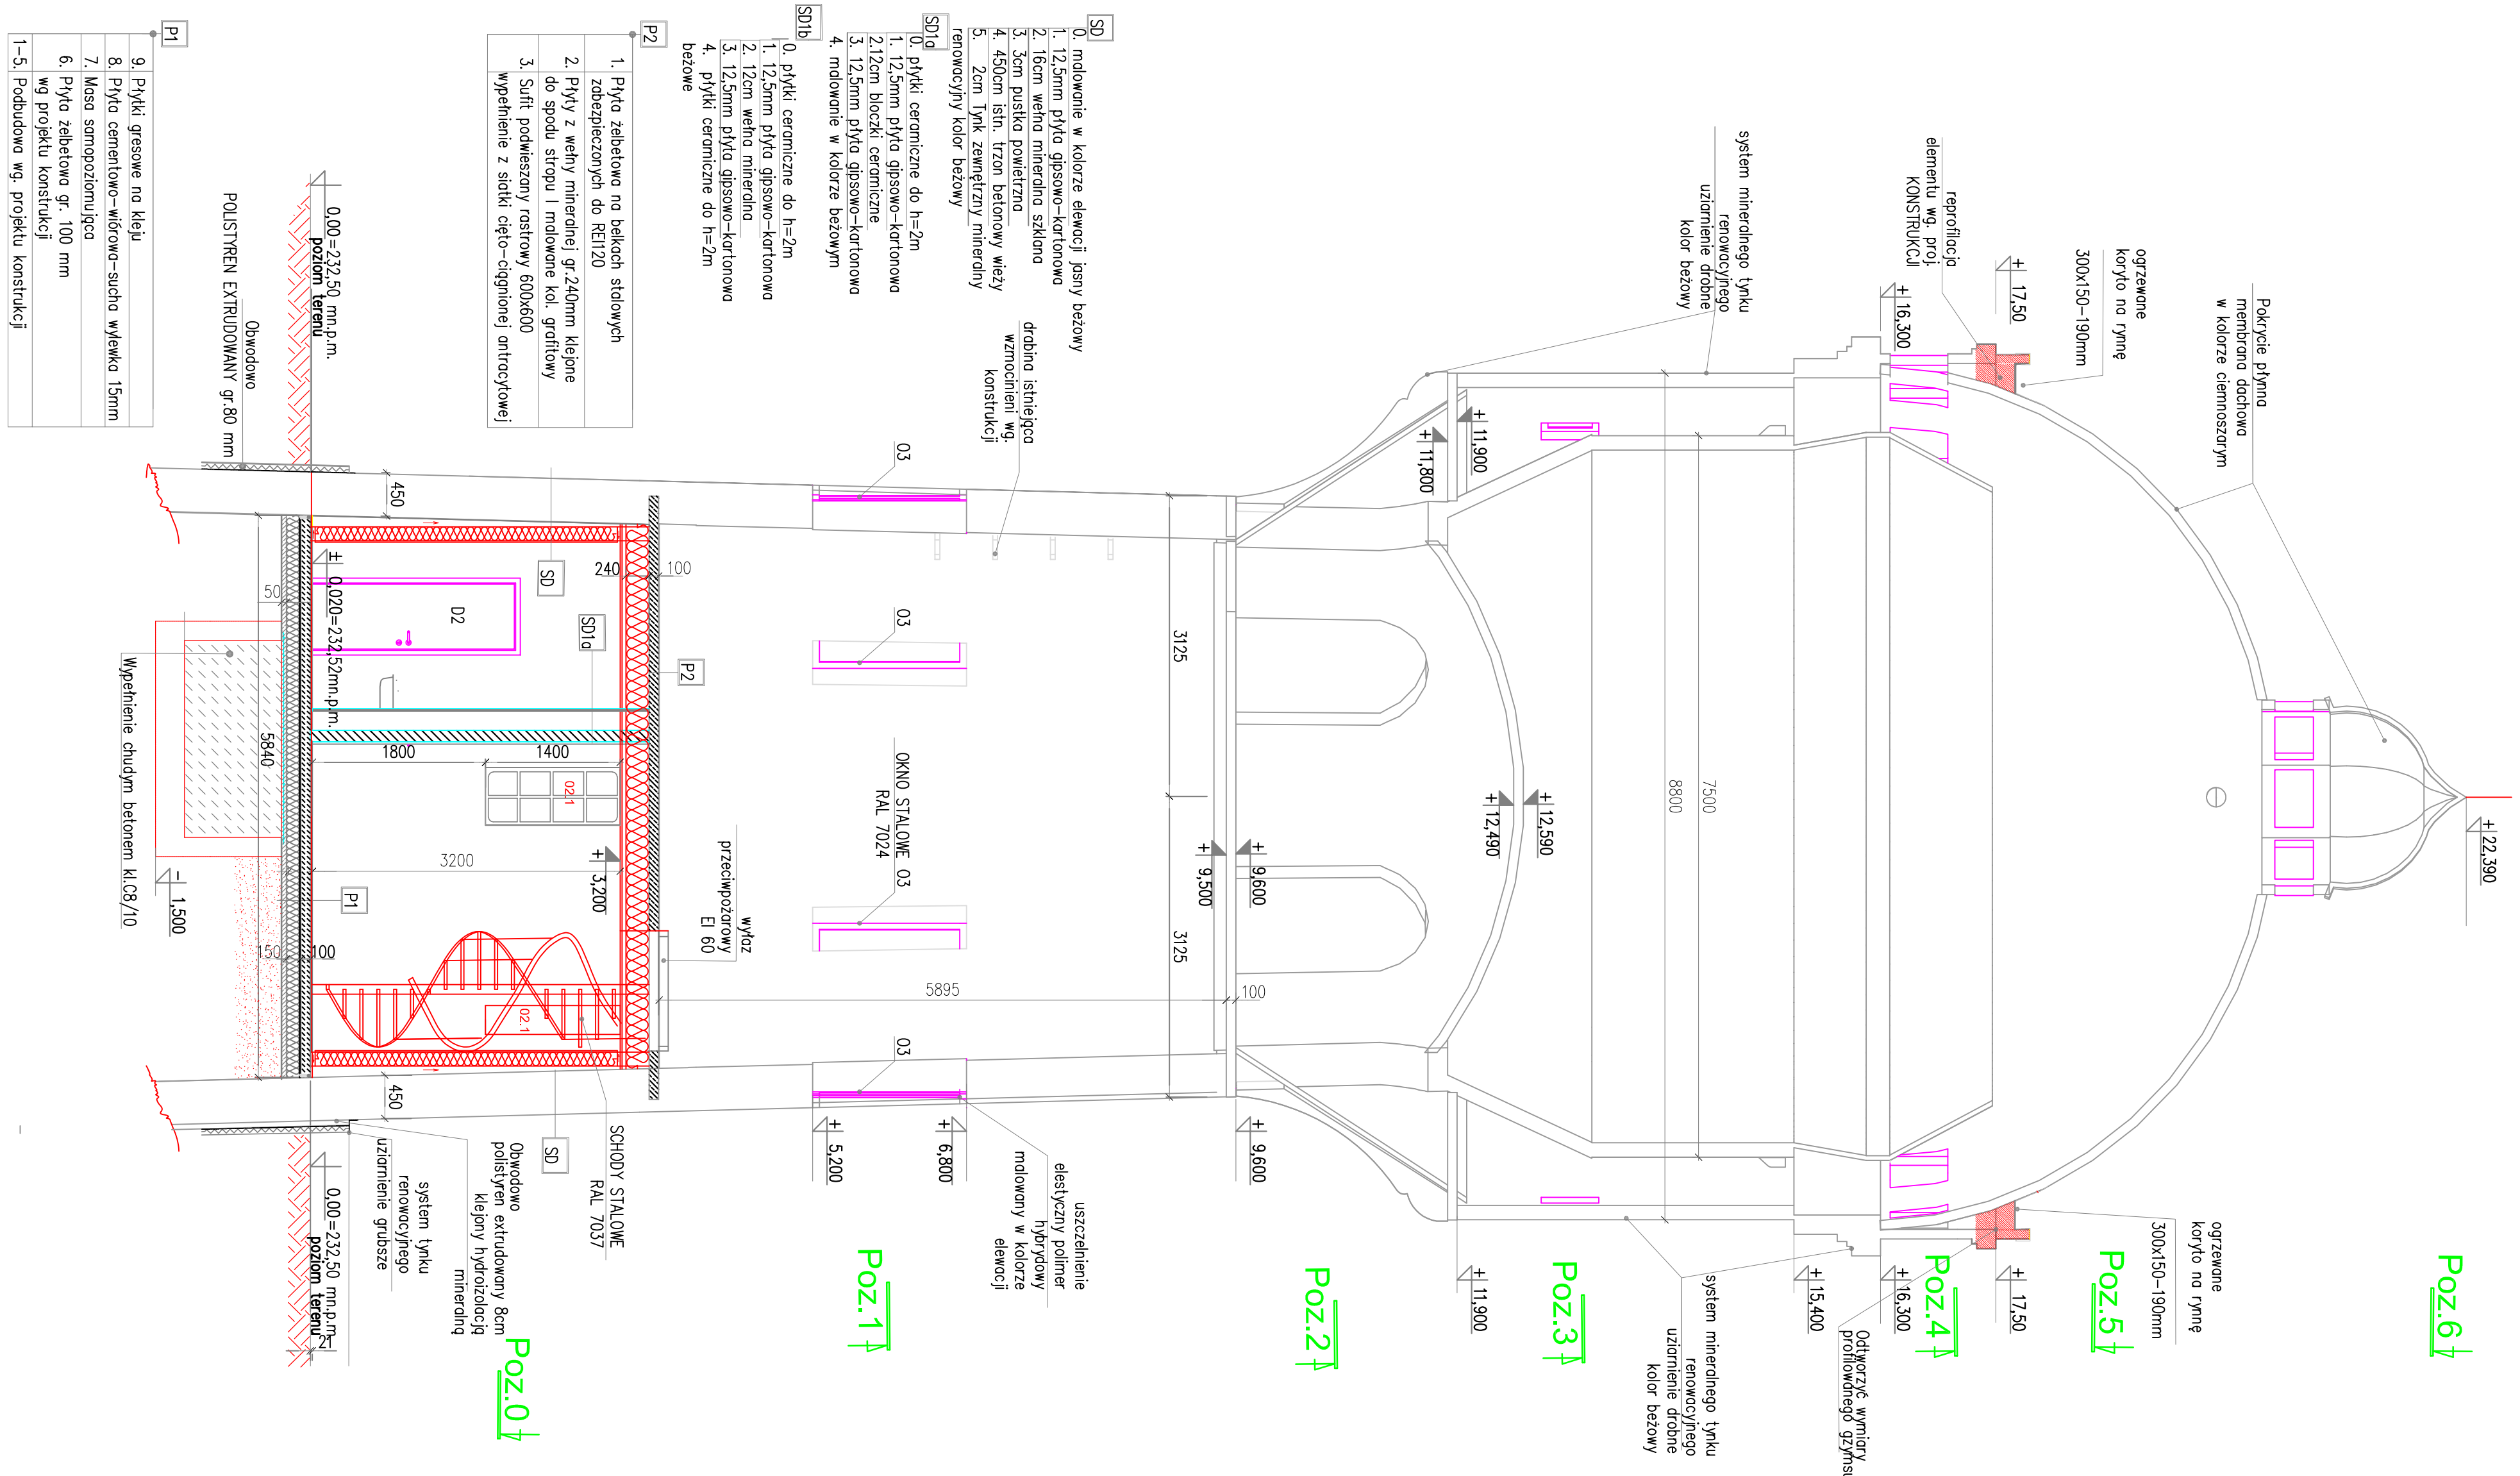 Poz.6
Poz.5
Poz.4
Poz.3
Poz.2
Poz.1
Poz.0
+22,390
Pokrycie płynna
membrana dachowa
w kolorze ciemnoszarym
ogrzewane
koryto na rynnę
300x150-190mm
+ 17,50
reprofilacja
elementu wg. proj.
KONSTRUKCJI
+ 16,300
system mineralnego tynku
renowacyjnego
uziarnienie drobne
kolor beżowy
ogrzewane
koryto na rynnę
300x150-190mm
+ 17,50
Odtworzyć wymiary
profilowanego gzymsu
+ 16,300
+ 15,400
system mineralnego tynku
renowacyjnego
uziarnienie drobne
kolor beżowy
7500
8800
+ 12,590
+ 12,490
+ 11,900
+ 11,800
+ 11,900
+ 9,600
+ 9,500
+ 9,600
3125
3125
100
5895
SD
0. malowanie w kolorze elewacji jasny beżowy
1. 12,5mm płyta gipsowo-kartonowa
2. 16cm wełna mineralna szklana
3. 3cm pustka powietrzna
4. 450cm istn. trzon betonowy wieży
5. 2cm Tynk zewnętrzny mineralny
renowacyjny kolor beżowy
SD1a
0. płytki ceramiczne do h=2m
1. 12,5mm płyta gipsowo-kartonowa
2.12cm bloczki ceramiczne
3. 12,5mm płyta gipsowo-kartonowa
4. malowanie w kolorze beżowym
SD1b
0. płytki ceramiczne do h=2m
1. 12,5mm płyta gipsowo-kartonowa
2. 12cm wełna mineralna
3. 12,5mm płyta gipsowo-kartonowa
4. płytki ceramiczne do h=2m
beżowe
drabina istniejąca
wzmocinieni wg.
konstrukcji
uszczelnienie
elestyczny polimer
hybrydowy
malowany w kolorze
elewacji
+ 6,800
+ 5,200
03
03
OKNO STALOWE 03
RAL 7024
03
wyłaz
przeciwpożarowy
EI 60
P2
1. Płyta żelbetowa na belkach stalowych
zabezpieczonych do REI120
2. Płyty z wełny mineralnej gr.240mm klejone
do spodu stropu I malowane kol. grafitowy
3. Sufit podwieszany rastrowy 600x600
wypełnienie z siatki cięto-ciągnionej antracytowej
P2
240
100
SD
SD1a
+ 3,200
D2
02.1
02.1
1400
1800
3200
450
450
SCHODY STALOWE
RAL 7037
SD
Obwodowo
polistyren extrudowany 8cm
klejony hydroizolacją
mineralną
system tynku
renowacyjnego
uziarnienie grubsze
0,00=232,50 mn.p.m.
poziom terenu
± 0,020=232,52mn.p.m.
0,00=232,50 mn.p.m
poziom terenu
21
P1
100
150
50
5840
Obwodowo
POLISTYREN EXTRUDOWANY gr.80 mm
- 1,500
Wypełnienie chudym betonem kl.C8/10
P1
9. Płytki gresowe na kleju
8. Płyta cementowo-wiórowa-sucha wylewka 15mm
7. Masa samopoziomująca
6. Płyta żelbetowa gr. 100 mm
wg projektu konstrukcji
1-5. Podbudowa wg. projektu konstrukcji